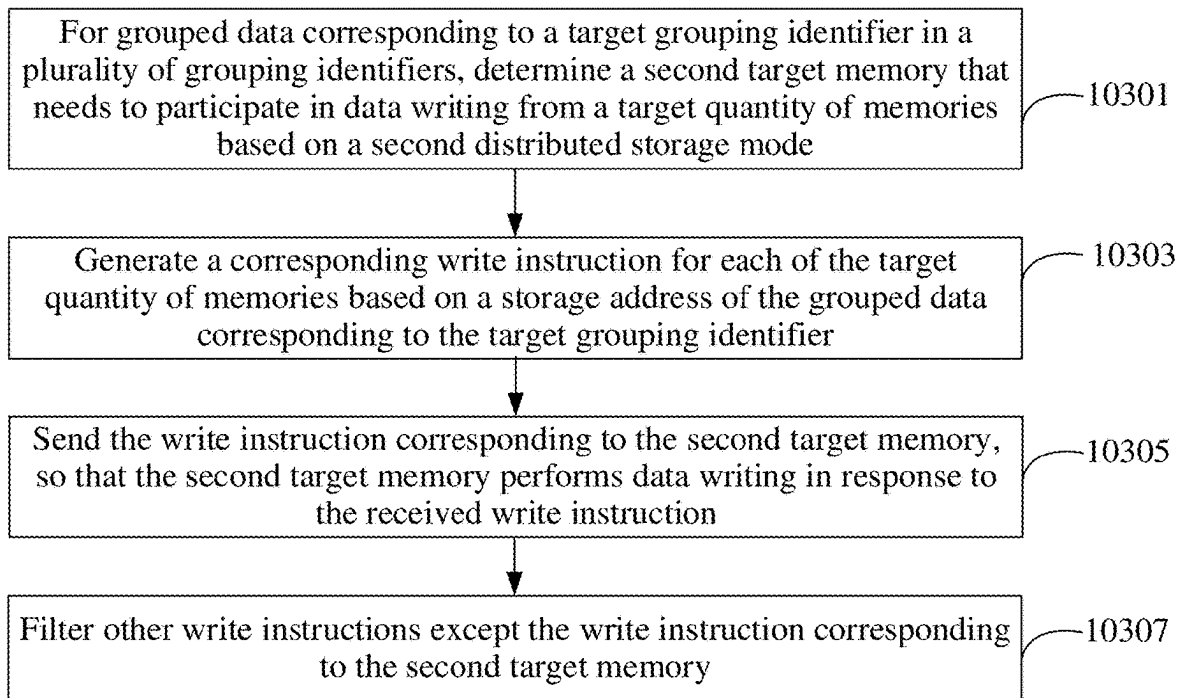 For grouped data corresponding to a target grouping identifier in a
plurality of grouping identifiers, determine a second target memory that
needs to participate in data writing from a target quantity of memories
based on a second distributed storage mode
10301
Generate a corresponding write instruction for each of the target
quantity of memories based on a storage address of the grouped data
corresponding to the target grouping identifier
10303
Send the write instruction corresponding to the second target memory,
so that the second target memory performs data writing in response to
the received write instruction
10305
Filter other write instructions except the write instruction corresponding
to the second target memory
10307